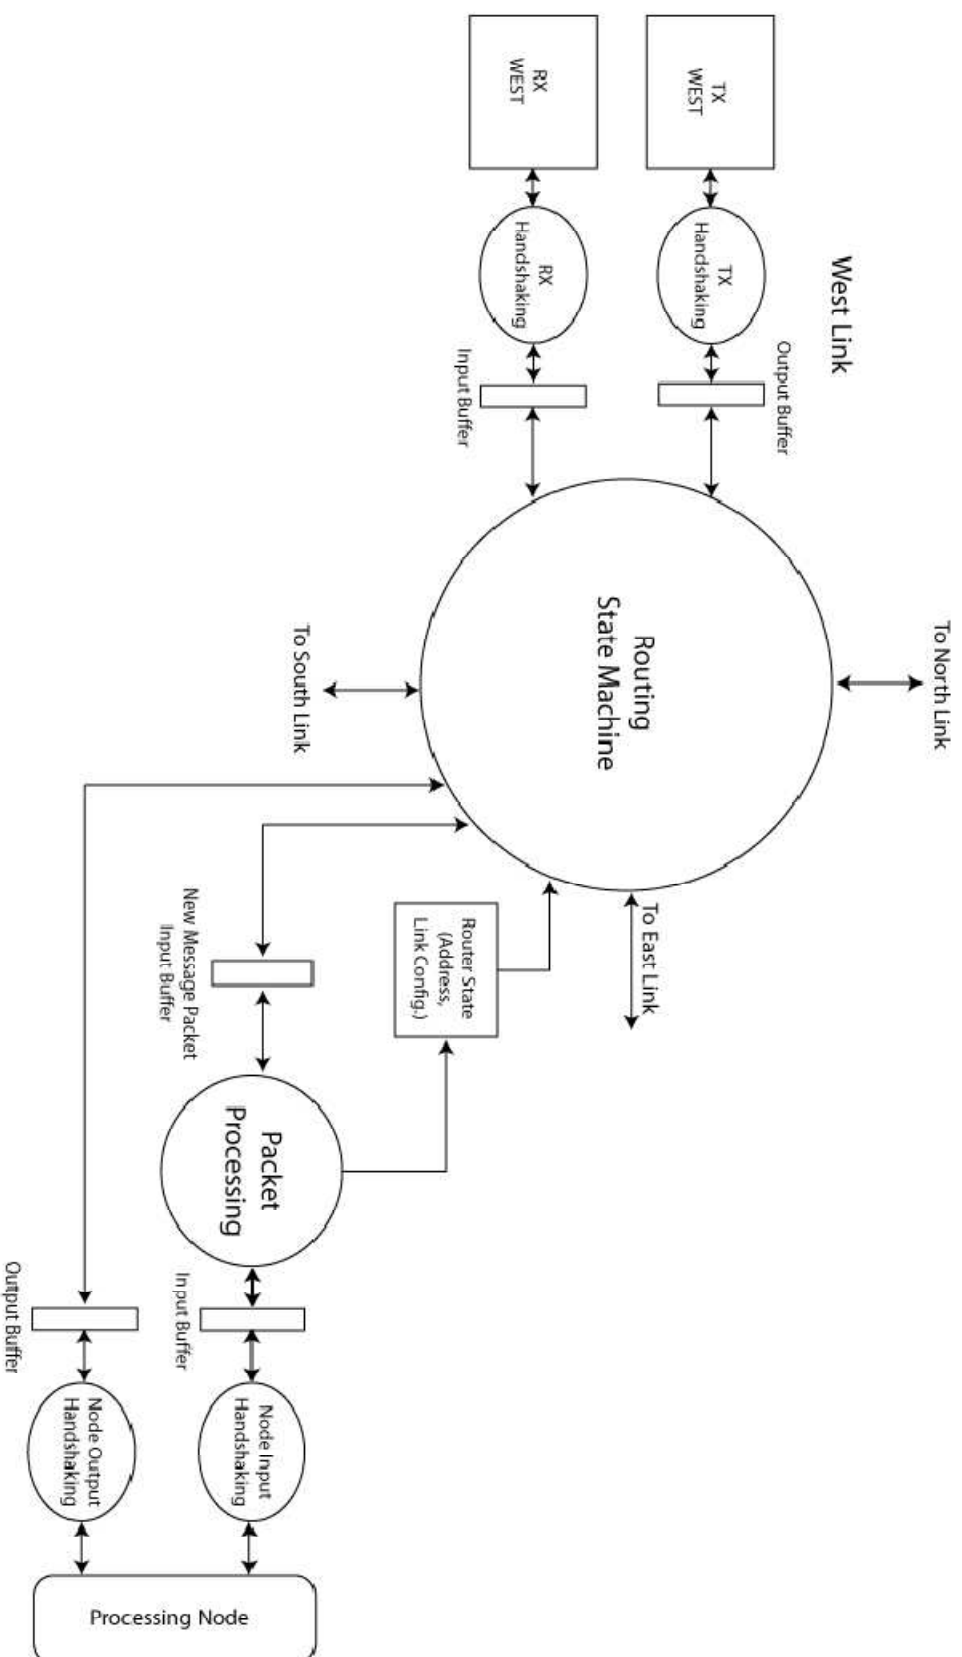 West Link
TX
WEST
TX
Handshaking
Output Buffer
RX
WEST
RX
Handshaking
Input Buffer
Routing
State Machine
To North Link
To South Link
To East Link
Router State
(Address,
Link Config.)
New Message Packet
Input Buffer
Packet
Processing
Input Buffer
Node Input
Handshaking
Output Buffer
Node Output
Handshaking
Processing Node